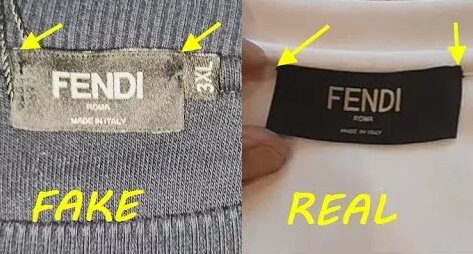 FENDI
ROMA
MADE IN ITALY
3XL
FAKE
FENDI
ROMA
MADE IN ITALY
REAL